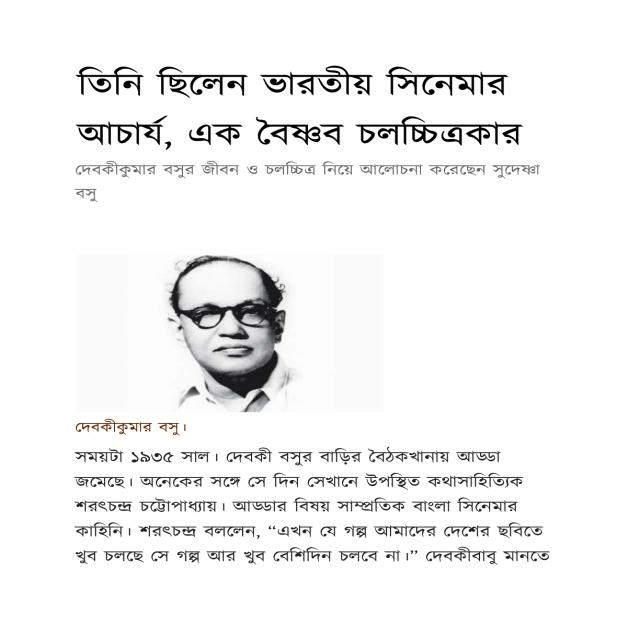 তিনি ছিলেন ভারতীয় সিনেমার
আচার্য, এক বৈষ্ণব চলচ্চিত্রকার
দেবকীকুমার বসুর জীবন ও চলচ্চিত্র নিয়ে আলোচনা করেছেন সুদেষ্ণা
বসু
দেবকীকুমার বসু।
সময়টা ১৯৩৫ সাল। দেবকী বসুর বাড়ির বৈঠকখানায় আড্ডা
জমেছে। অনেকের সঙ্গে সে দিন সেখানে উপস্থিত কথাসাহিত্যিক
শরৎচন্দ্র চট্টোপাধ্যায়। আড্ডার বিষয় সাম্প্রতিক বাংলা সিনেমার
কাহিনি। শরৎচন্দ্র বললেন, “এখন যে গল্প আমাদের দেশের ছবিতে
খুব চলছে সে গল্প আর খুব বেশিদিন চলবে না।” দেবকীবাবু মানতে